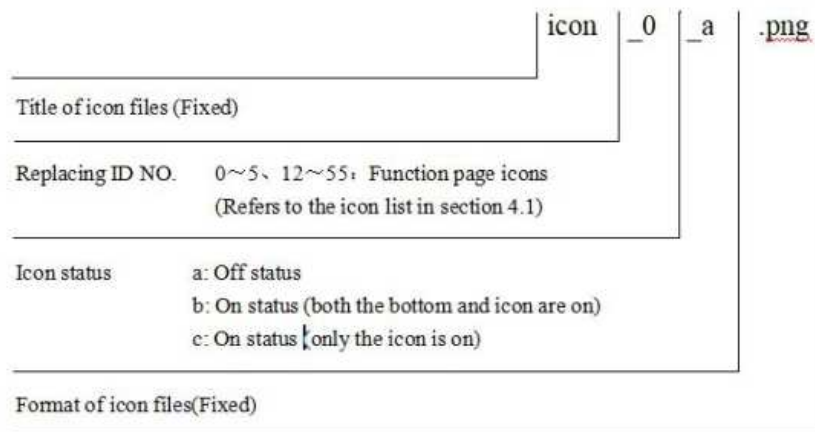 icon _0 _a .png
Title of icon files (Fixed)
Replacing ID NO. 0～5、12～55：Function page icons
(Refers to the icon list in section 4.1)
Icon status a: Off status
b: On status (both the bottom and icon are on)
c: On status (only the icon is on)
Format of icon files(Fixed)